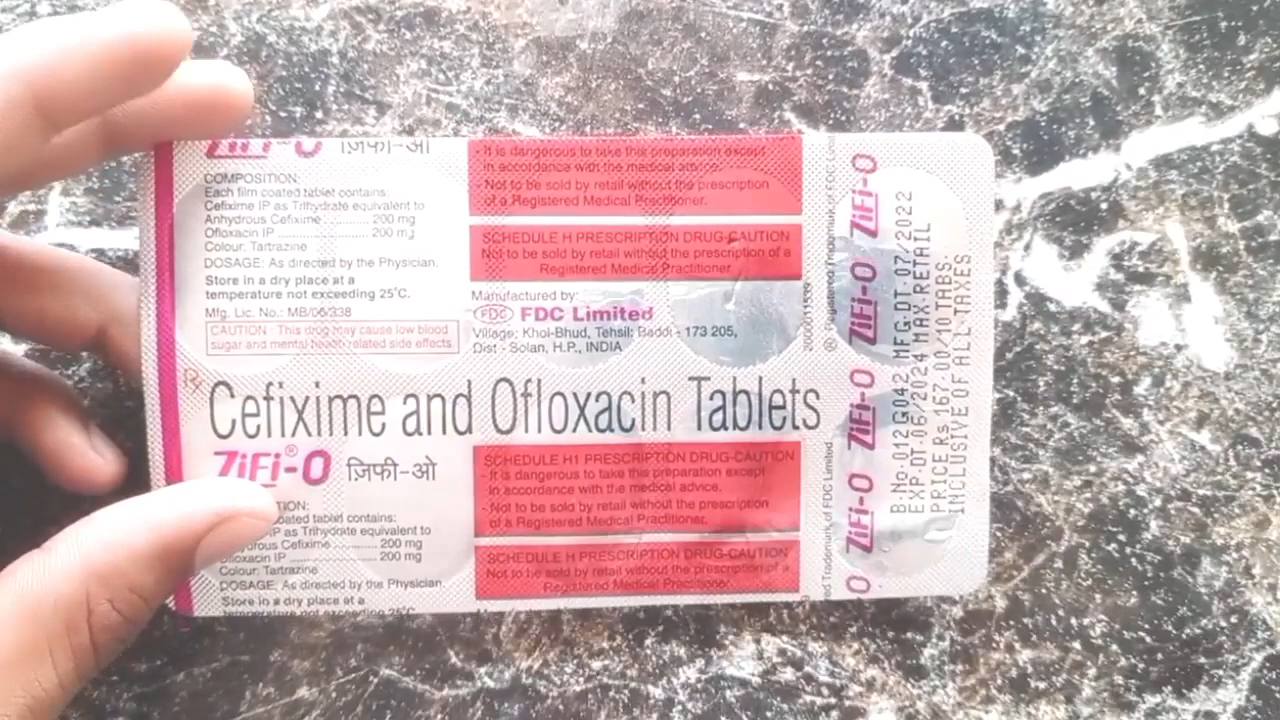 ZiFi-O ज़िफी-ओ
COMPOSITION:
Each film coated tablet contains:
Cefixime IP as Trihydrate equivalent to
Anhydrous Cefixime ........... 200 mg
Ofloxacin IP ................... 200 mg
Colour: Tartrazine
DOSAGE: As directed by the Physician.
Store in a dry place at a
temperature not exceeding 25°C.
Mfg. Lic. No.: MB/06/338
CAUTION : This drug may cause low blood
sugar and mental health related side effects
- It is dangerous to take this preparation except
in accordance with the medical advice.
- Not to be sold by retail without the prescription
of a Registered Medical Practitioner.
SCHEDULE H PRESCRIPTION DRUG-CAUTION
Not to be sold by retail without the prescription of a
Registered Medical Practitioner
Manufactured by:
FDC FDC Limited
Village: Khol-Bhud, Tehsil: Baddi - 173 205,
Dist - Solan, H.P., INDIA
Rx
Cefixime and Ofloxacin Tablets
ZiFi®-O ज़िफी-ओ
TION:
oated tablet contains:
IP as Trihydrate equivalent to
drous Cefixime ........... 200 mg
Ofloxacin IP ................. 200 mg
Colour: Tartrazine
DOSAGE: As directed by the Physician.
Store in a dry place at a
temperature not exceeding 25°C
SCHEDULE H1 PRESCRIPTION DRUG-CAUTION
- It is dangerous to take this preparation except
in accordance with the medical advice.
- Not to be sold by retail without the prescription
of a Registered Medical Practitioner.
SCHEDULE H PRESCRIPTION DRUG-CAUTION
Not to be sold by retail without the prescription of a
Registered Medical Practitioner.
® Registered Trademark of FDC Limited
red Trademark of FDC Limited
O ZiFi-O ZiFi-O ZiFi-O ZiFi-O
B.No.012G042 MFG.DT.07/2022
EXP.DT.06/2024 MAX.RETAIL
PRICE Rs.167.00/10 TABS.
INCLUSIVE OF ALL TAXES